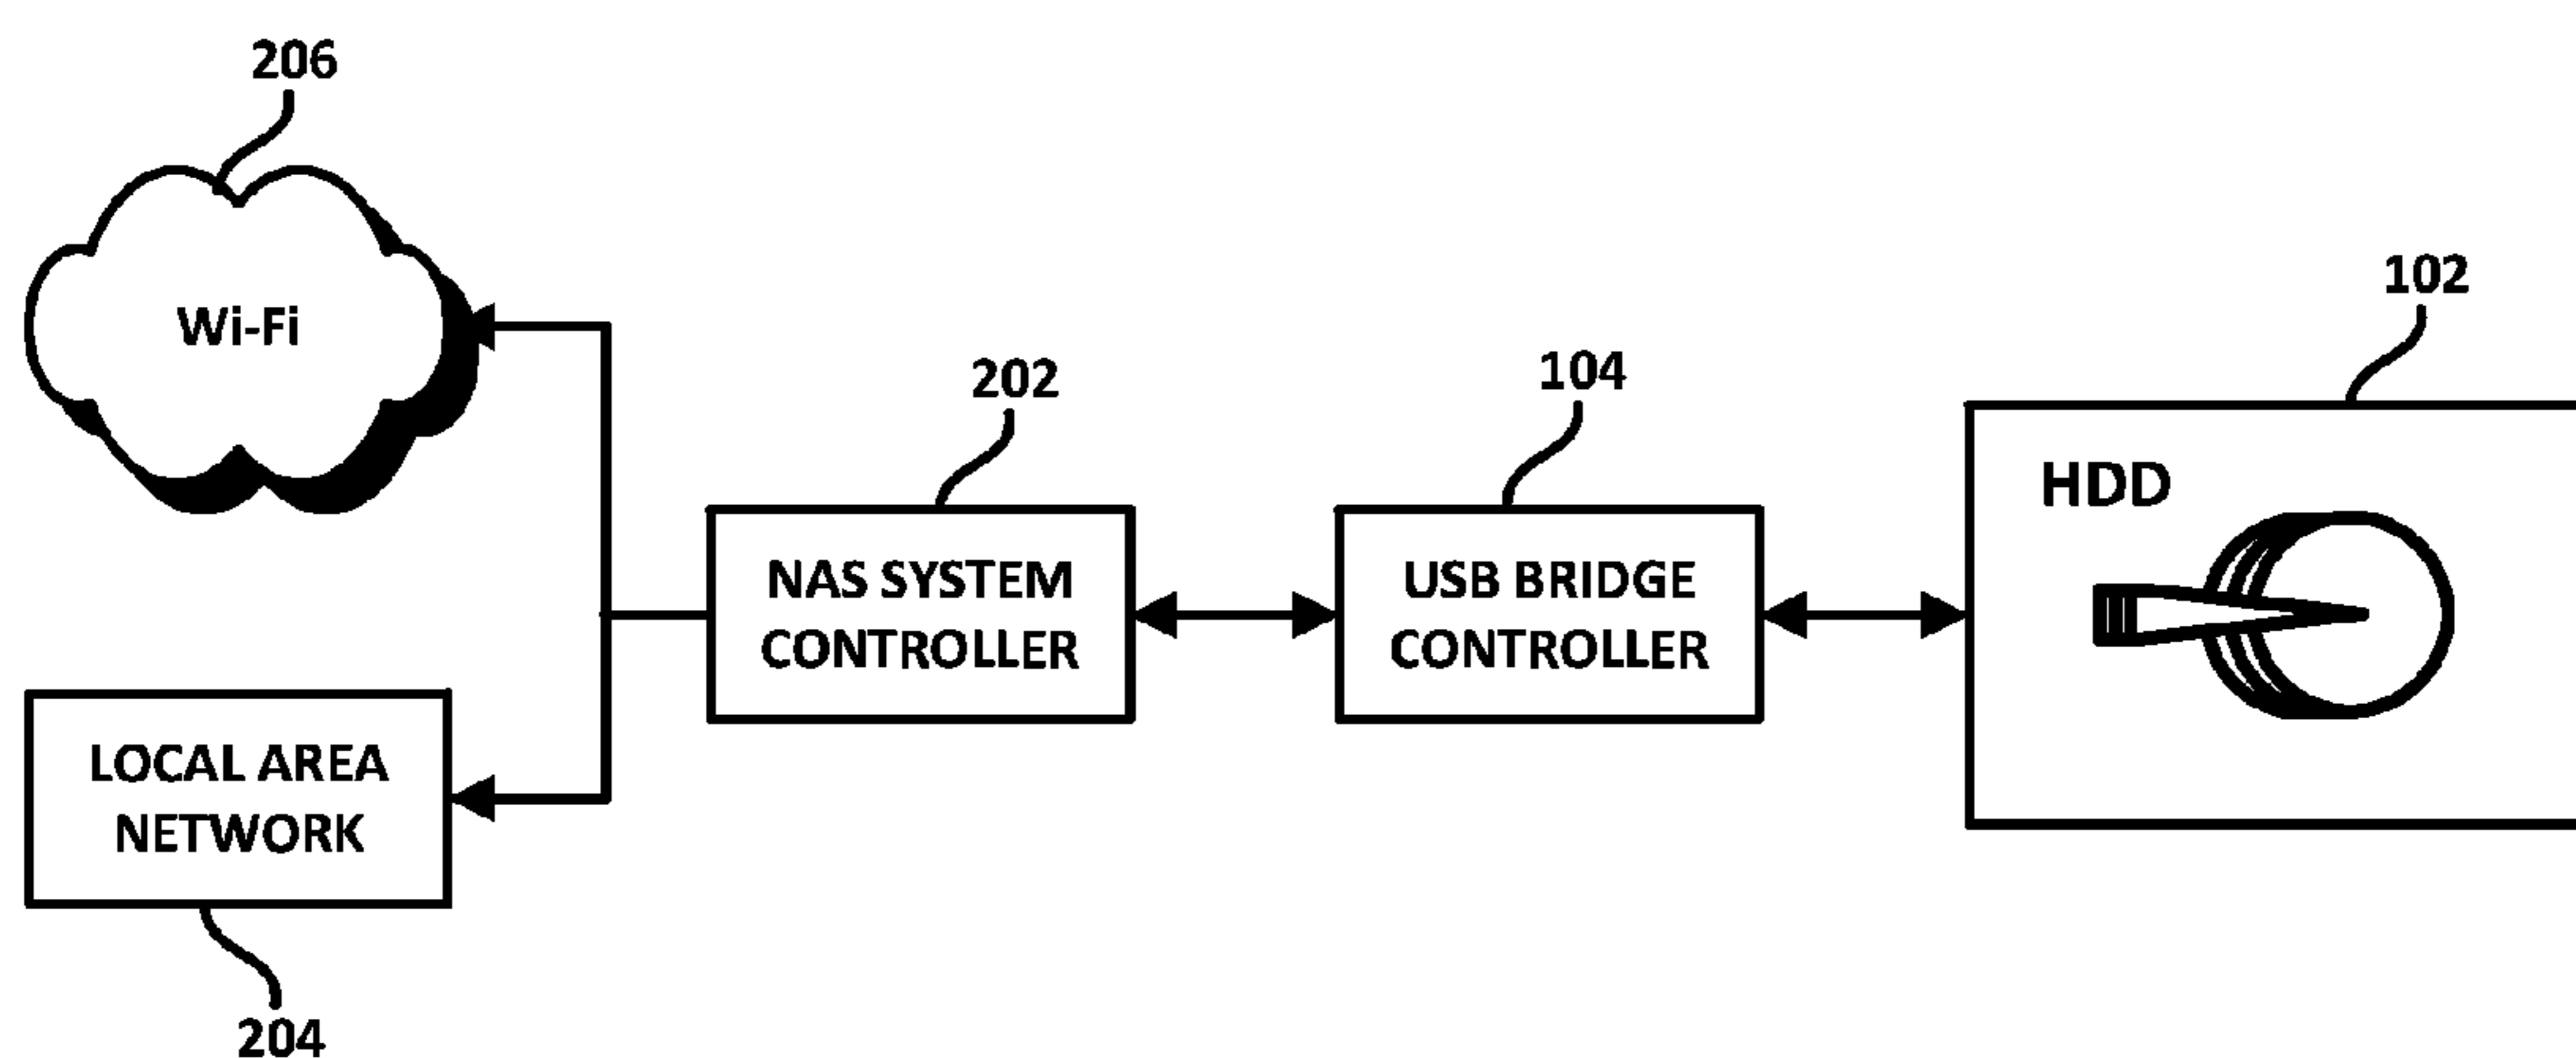 206
Wi-Fi
102
202
104
HDD
NAS SYSTEM
CONTROLLER
USB BRIDGE
CONTROLLER
LOCAL AREA
NETWORK
204